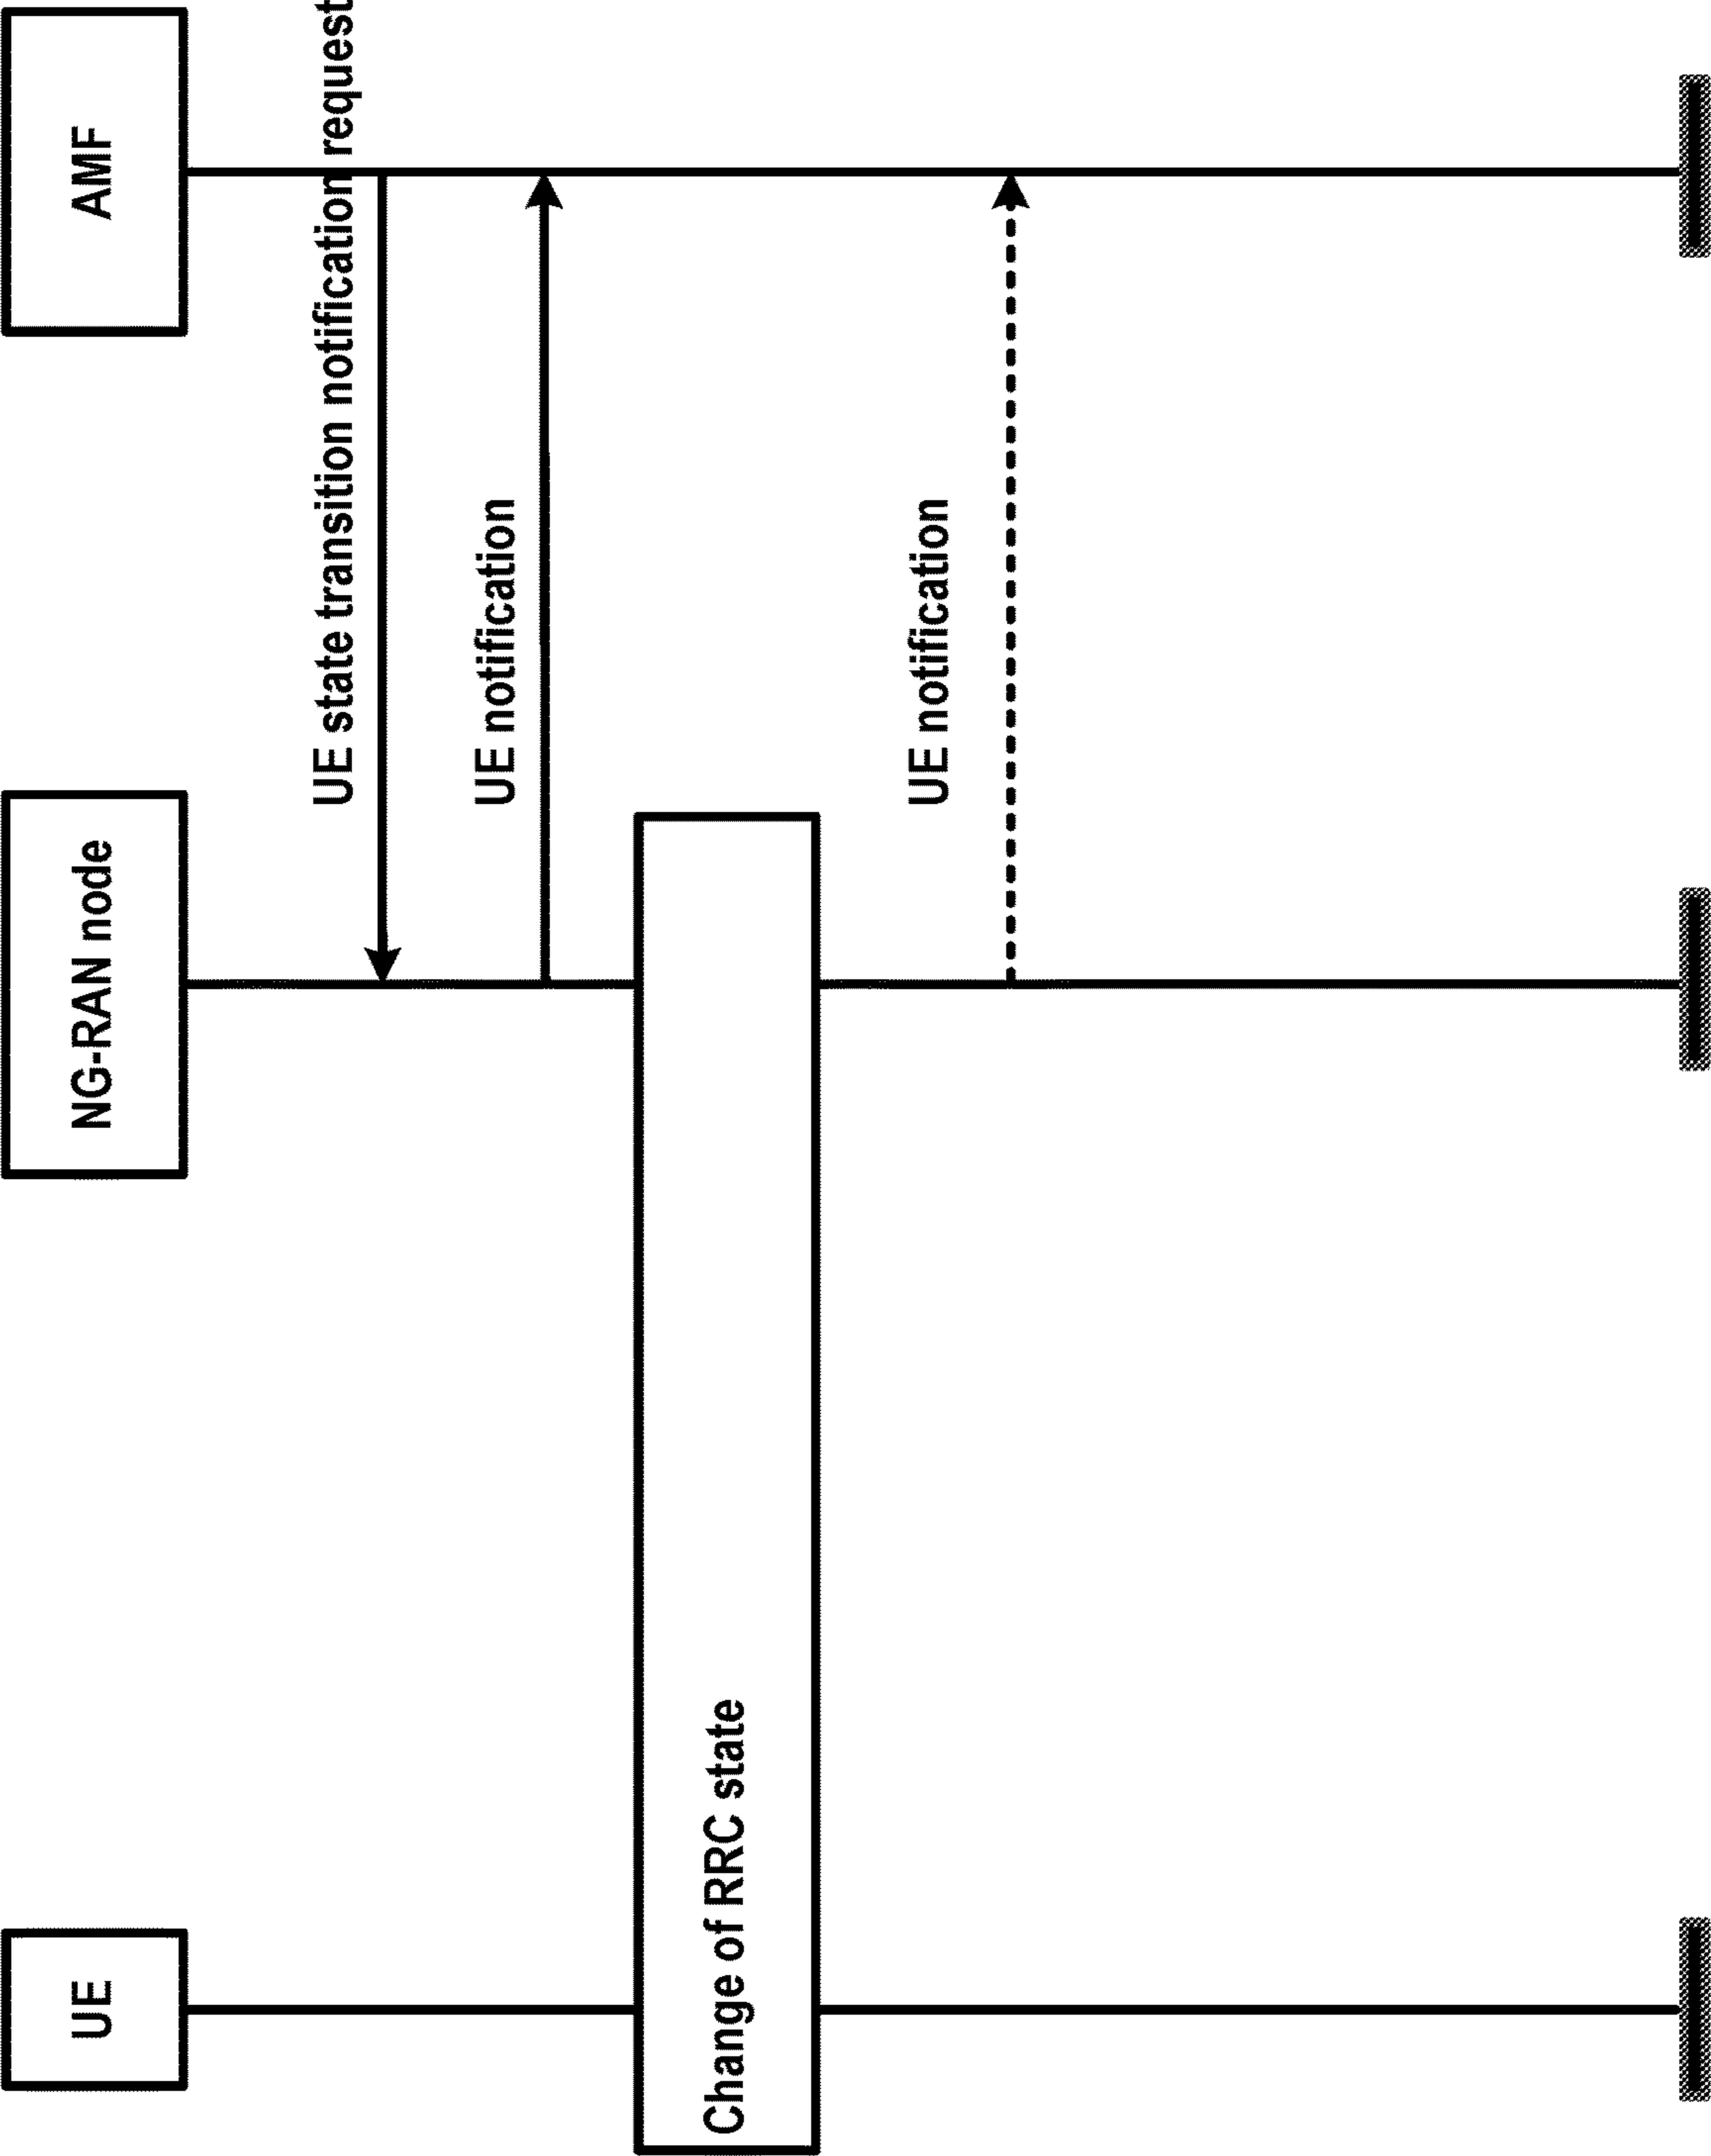 UE
NG-RAN node
AMF
UE state transition notification request
UE notification
Change of RRC state
UE notification